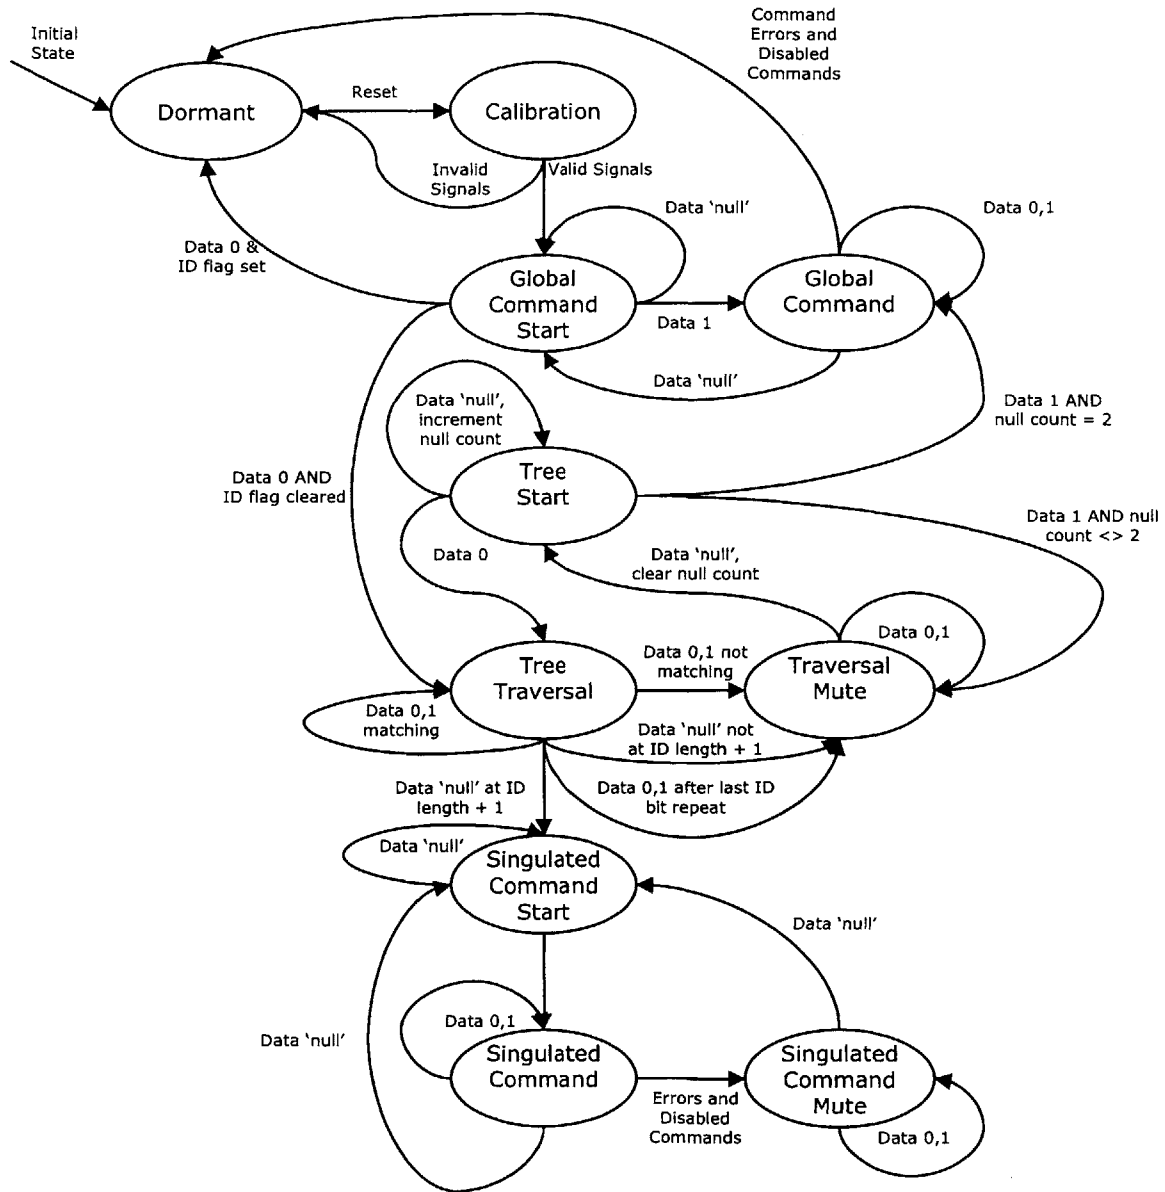 Initial
State
Command
Errors and
Disabled
Commands
Dormant
Reset
Calibration
Invalid
Signals
Valid Signals
Data ‘null’
Data 0,1
Data 0 &
ID flag set
Global
Command
Start
Data 1
Global
Command
Data ‘null’
Data ‘null’,
increment
null count
Data 1 AND
null count = 2
Tree
Start
Data 0 AND
ID flag cleared
Data 1 AND null
count <> 2
Data 0
Data ‘null’,
clear null count
Data 0,1
Tree
Traversal
Data 0,1 not
matching
Traversal
Mute
Data 0,1
matching
Data ‘null’ not
at ID length + 1
Data ‘null’ at ID
length + 1
Data 0,1 after last ID
bit repeat
Data ‘null’
Singulated
Command
Start
Data ‘null’
Data 0,1
Data ‘null’
Singulated
Command
Singulated
Command
Mute
Errors and
Disabled
Commands
Data 0,1